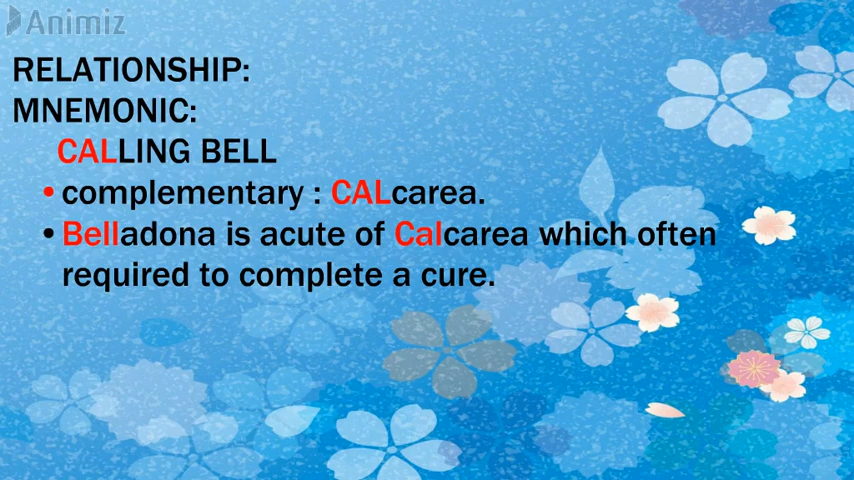 Animiz
RELATIONSHIP:
MNEMONIC:
CALLING BELL
• complementary : CALcarea.
• Belladona is acute of Calcarea which often
required to complete a cure.